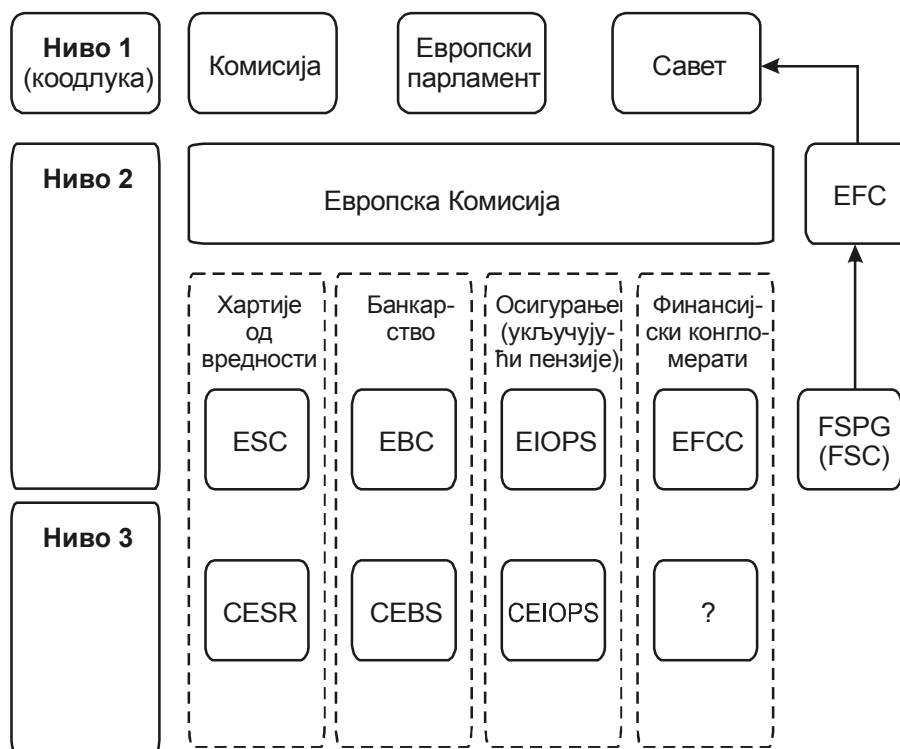 Ниво 1
(коодлука)
Комисија
Европски
парламент
Савет
Ниво 2
Европска Комисија
EFC
Хартије
од
вредности
Банкар-
ство
Осигурање
(укључују-
ћи пензије)
Финансиј-
ски конгло-
мерати
ESC
EBC
EIOPS
EFCC
FSPG
(FSC)
Ниво 3
CESR
CEBS
CEIOPS
?